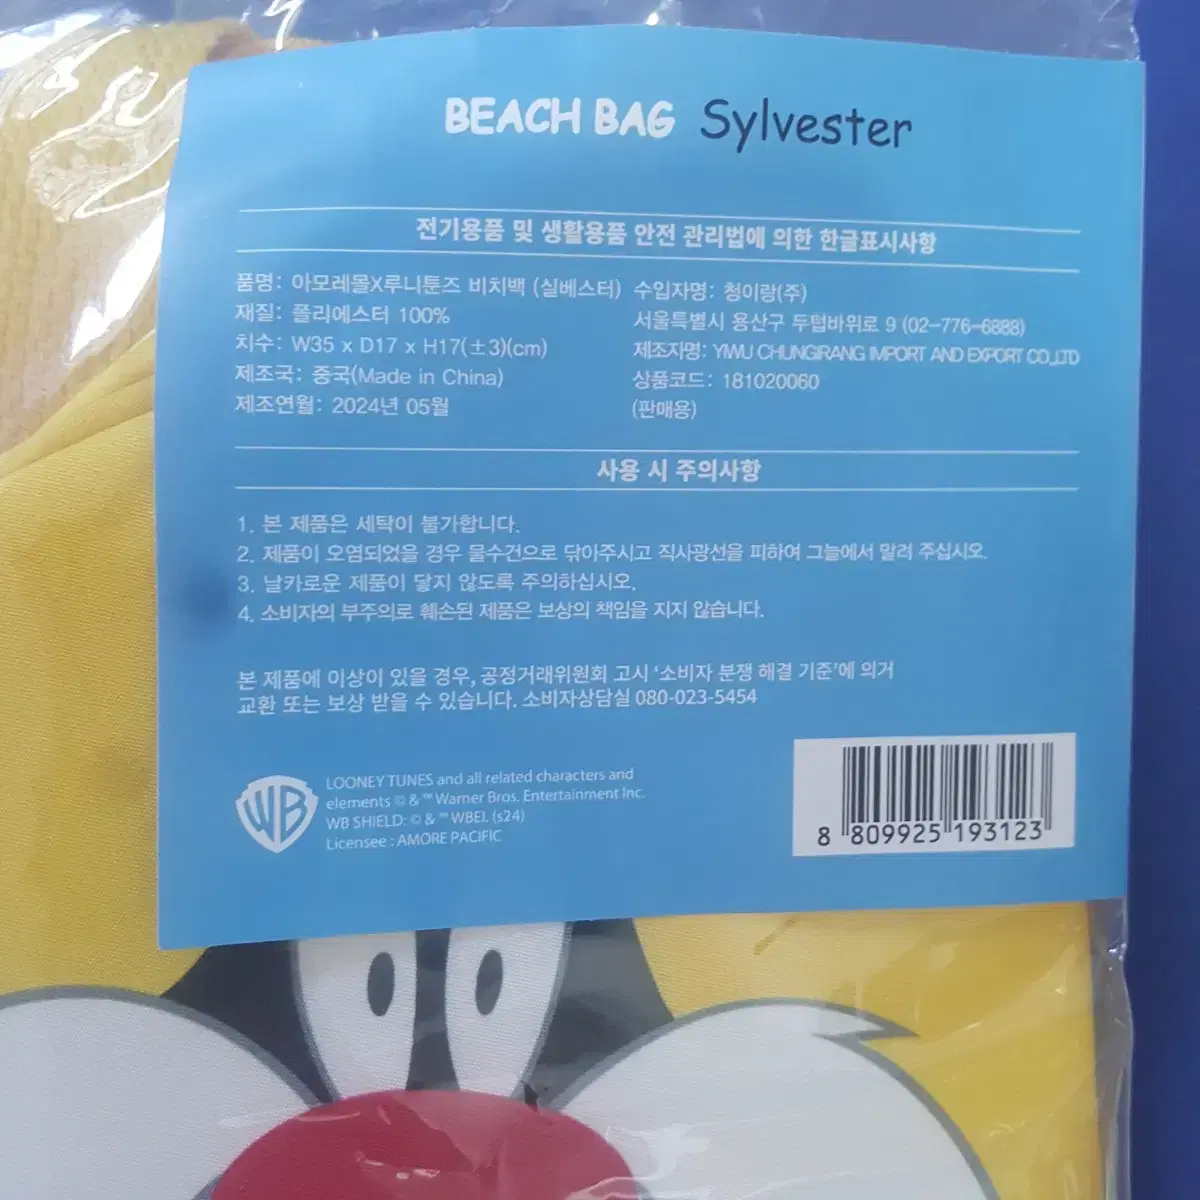 BEACH BAG Sylvester
전기용품 및 생활용품 안전 관리법에 의한 한글표시사항
품명: 아모레몰X루니툰즈 비치백 (실베스터)
재질: 폴리에스터 100%
치수: W35 x D17 x H17(±3)(cm)
제조국: 중국(Made in China)
제조연월: 2024년 05월
수입자명: 청이랑(주)
서울특별시 용산구 두텁바위로 9 (02-776-6888)
제조자명: YIWU CHUNGIRANG IMPORT AND EXPORT CO.,LTD
상품코드: 181020060
(판매용)
사용 시 주의사항
1. 본 제품은 세탁이 불가합니다.
2. 제품이 오염되었을 경우 물수건으로 닦아주시고 직사광선을 피하여 그늘에서 말려 주십시오.
3. 날카로운 제품이 닿지 않도록 주의하십시오.
4. 소비자의 부주의로 훼손된 제품은 보상의 책임을 지지 않습니다.
본 제품에 이상이 있을 경우, 공정거래위원회 고시 ‘소비자 분쟁 해결 기준’에 의거
교환 또는 보상 받을 수 있습니다. 소비자상담실 080-023-5454
WB
LOONEY TUNES and all related characters and
elements © & ™ Warner Bros. Entertainment Inc.
WB SHIELD: © & ™ WBEI. (s24)
Licensee : AMORE PACIFIC
8 809925 193123